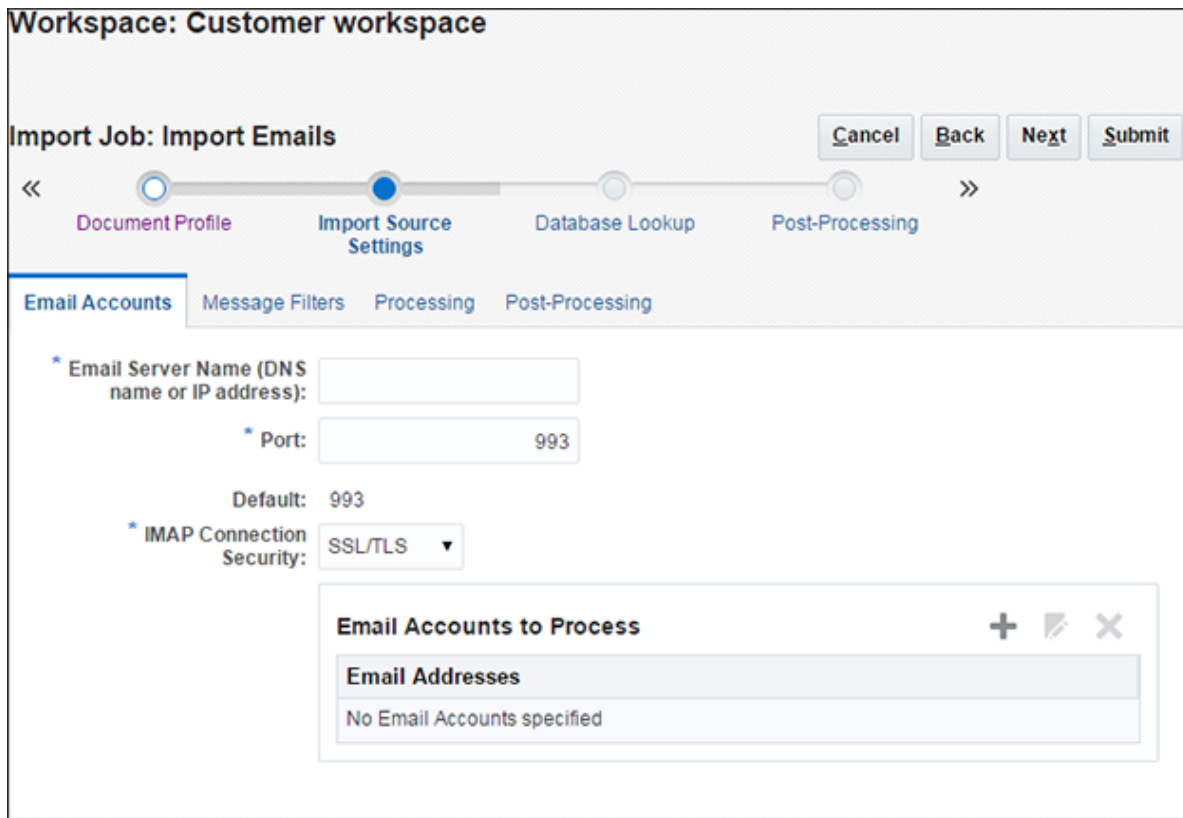 Workspace: Customer workspace
Import Job: Import Emails
Cancel Back Next Submit
« »
Document Profile Import Source Settings Database Lookup Post-Processing
Email Accounts Message Filters Processing Post-Processing
* Email Server Name (DNS
name or IP address):
* Port: 993
Default: 993
* IMAP Connection
Security: SSL/TLS
Email Accounts to Process
Email Addresses
No Email Accounts specified